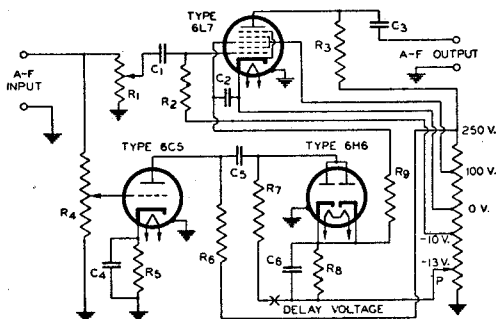 TYPE
6L7
C3
R3
A-F
INPUT
C1
A-F OUTPUT
R1
C2
R2
250 V.
TYPE 6C5
TYPE 6H6
C5
R9
100 V.
R4
R7
0 V.
R6
-10 V.
C4
R5
C6
R8
-13 V.
P
DELAY VOLTAGE